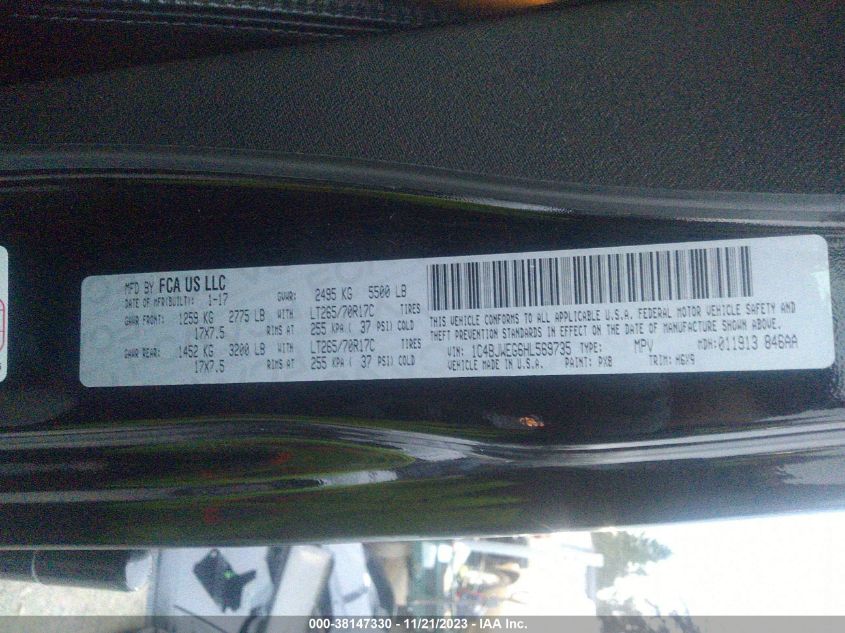 MFD BY FCA US LLC
DATE OF MFR(BUILT): 1-17 GVWR: 2495 KG 5500 LB
GAWR FRONT: 1259 KG 2775 LB WITH LT265/70R17C TIRES
17X7.5 RIMS AT 255 KPA ( 37 PSI) COLD
GAWR REAR: 1452 KG 3200 LB WITH LT265/70R17C TIRES
17X7.5 RIMS AT 255 KPA ( 37 PSI) COLD
THIS VEHICLE CONFORMS TO ALL APPLICABLE U.S.A. FEDERAL MOTOR VEHICLE SAFETY AND
THEFT PREVENTION STANDARDS IN EFFECT ON THE DATE OF MANUFACTURE SHOWN ABOVE.
VIN: 1C4BJWEG6HL569735 TYPE: MPV MDH: 011913 846AA
VEHICLE MADE IN U.S.A. PAINT: PX8 TRIM: H6X9
000-38147330 - 11/21/2023 - IAA Inc.